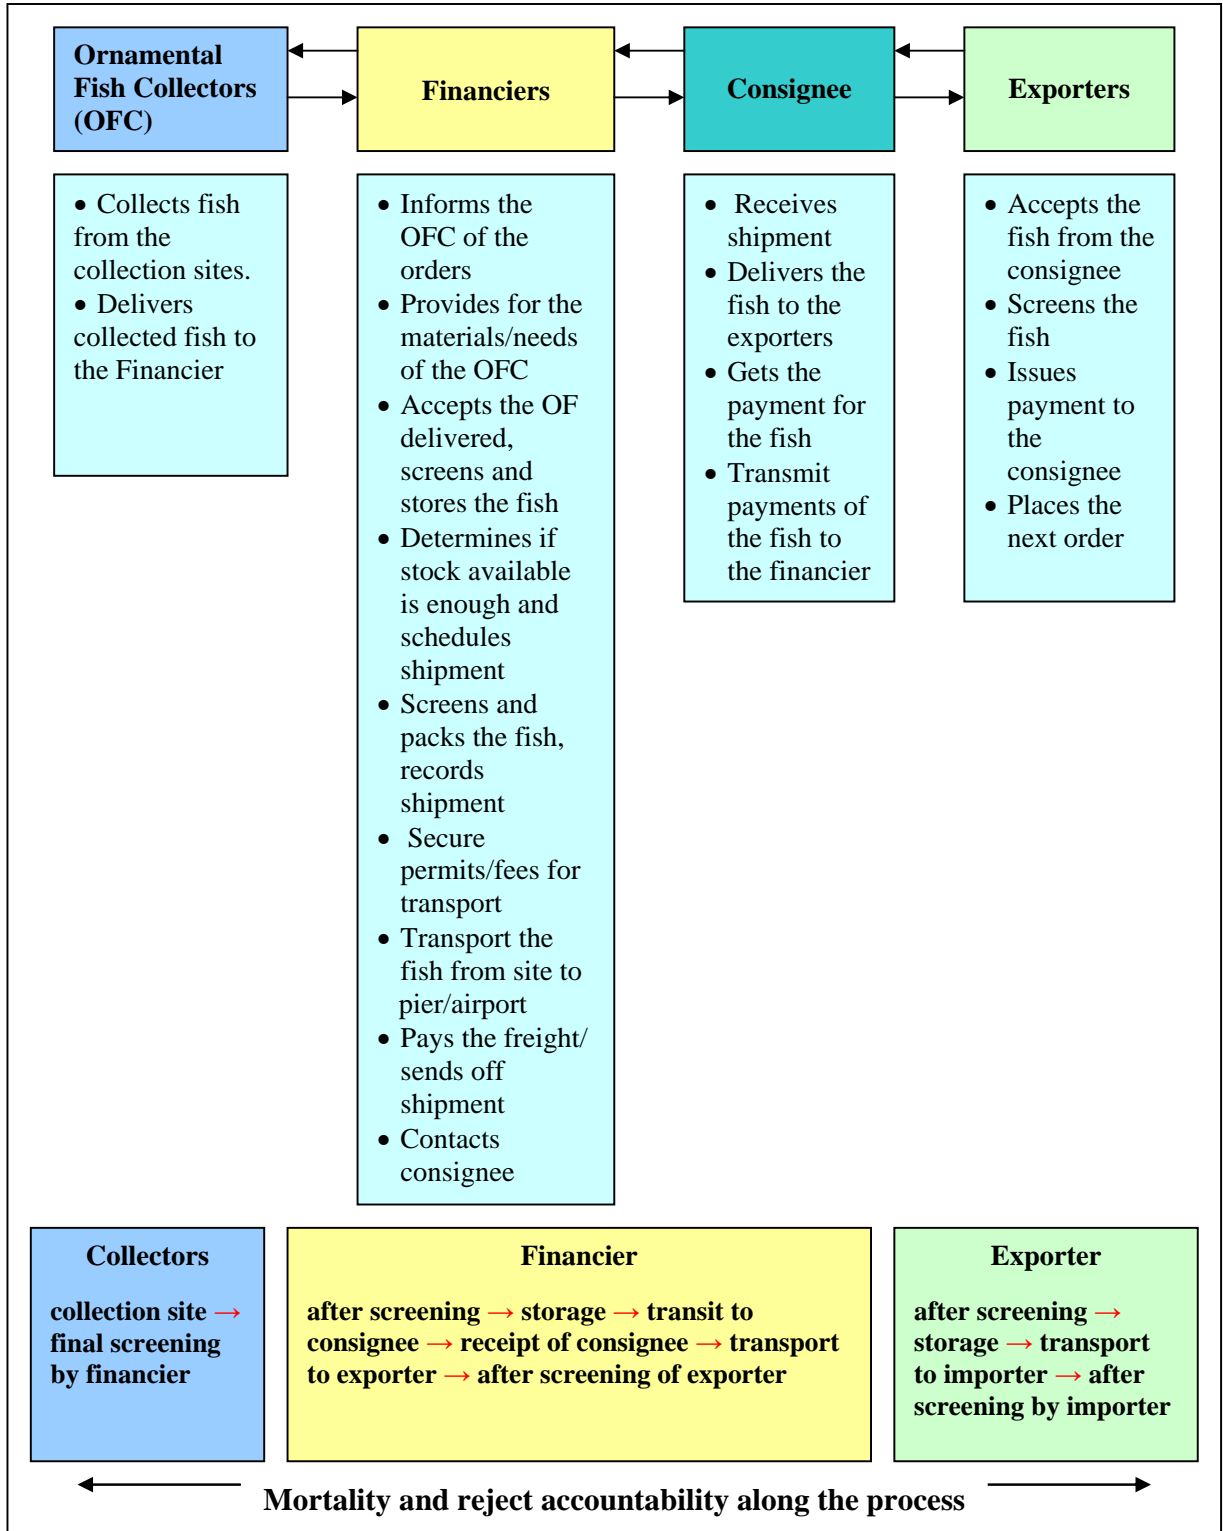 Ornamental
Fish Collectors
(OFC)
Financiers
Consignee
Exporters
• Collects fish
from the
collection sites.
• Delivers
collected fish to
the Financier
• Informs the
OFC of the
orders
• Provides for the
materials/needs
of the OFC
• Accepts the OF
delivered,
screens and
stores the fish
• Determines if
stock available
is enough and
schedules
shipment
• Screens and
packs the fish,
records
shipment
• Secure
permits/fees for
transport
• Transport the
fish from site to
pier/airport
• Pays the freight/
sends off
shipment
• Contacts
consignee
• Receives
shipment
• Delivers the
fish to the
exporters
• Gets the
payment for
the fish
• Transmit
payments of
the fish to
the financier
• Accepts the
fish from the
consignee
• Screens the
fish
• Issues
payment to
the
consignee
• Places the
next order
Collectors
collection site →
final screening
by financier
Financier
after screening → storage → transit to
consignee → receipt of consignee → transport
to exporter → after screening of exporter
Exporter
after screening →
storage → transport
to importer → after
screening by importer
Mortality and reject accountability along the process